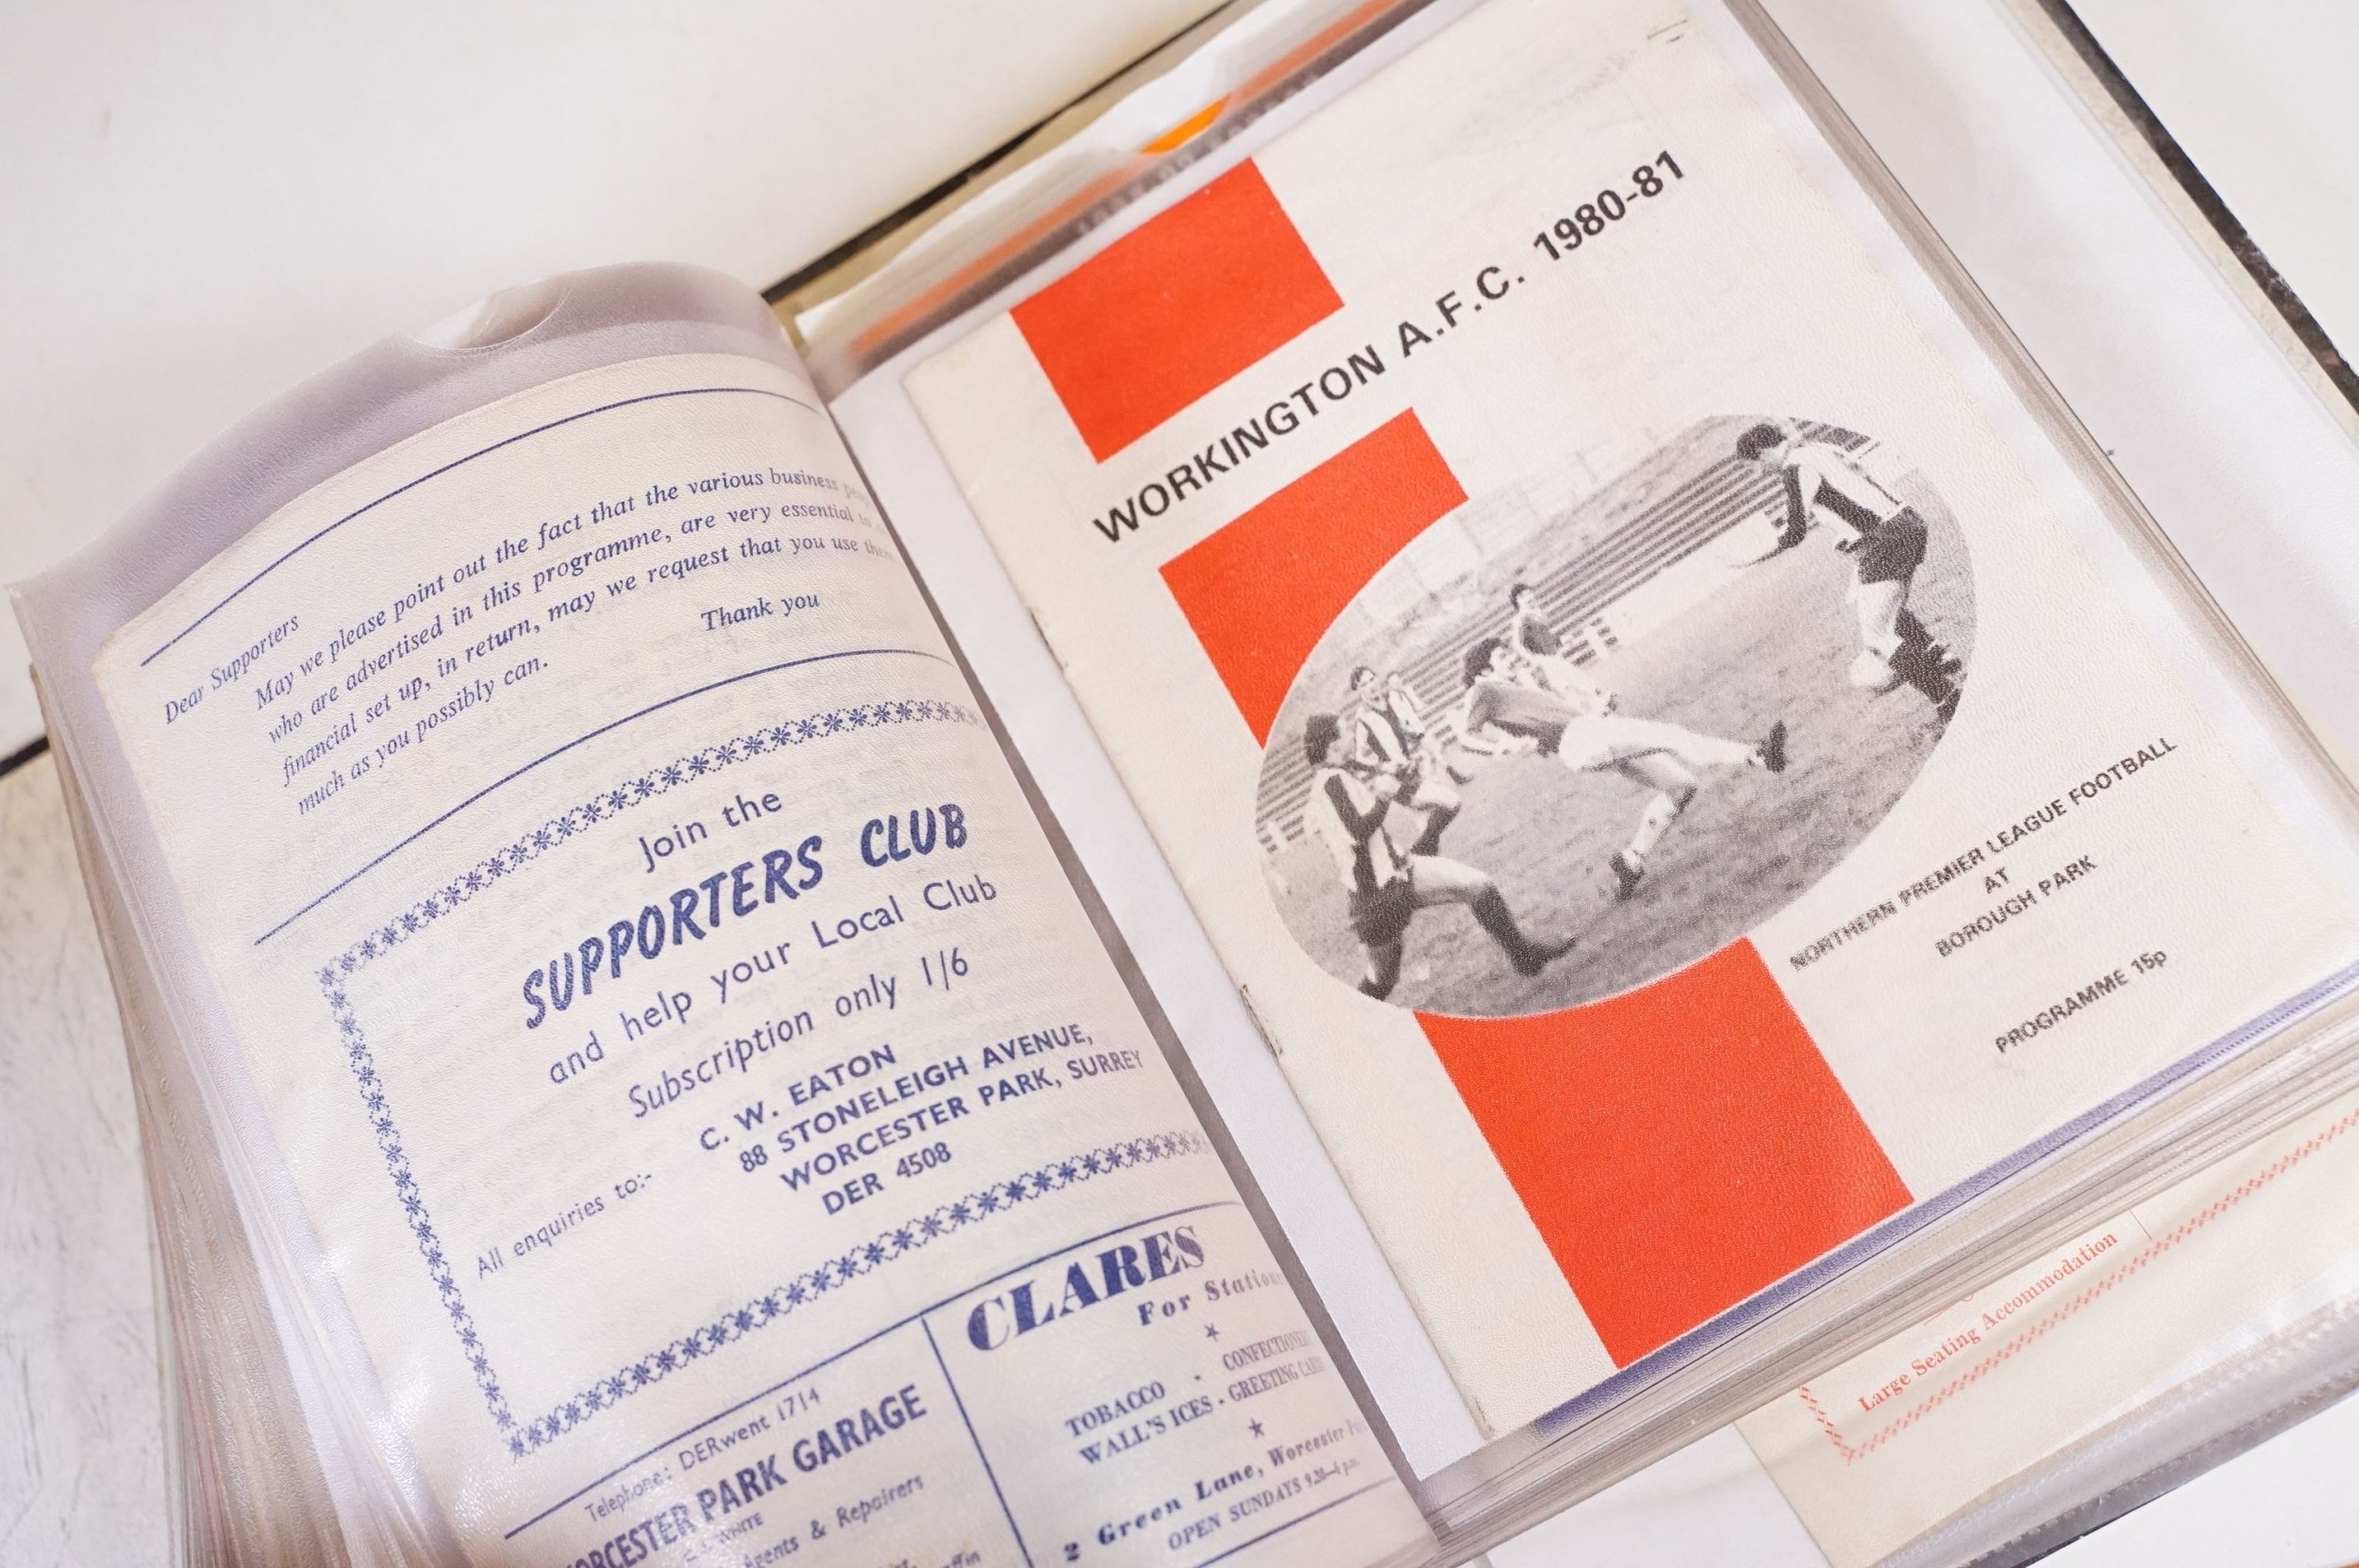 Dear Supporters
May we please point out the fact that the various business
who are advertised in this programme, are very essential to
financial set up, in return, may we request that you use
much as you possibly can.
Thank you
Join the
SUPPORTERS CLUB
and help your Local Club
Subscription only 1/6
All enquiries to:-
C. W. EATON
88 STONELEIGH AVENUE,
WORCESTER PARK, SURREY
DER 4508
Telephone: DERwent 1714
ORCESTER PARK GARAGE
WHITE
Agents & Repairers
CLARES
For Station
TOBACCO - CONFECTIONE
WALL'S ICES - GREETING CARD
2 Green Lane, Worcester P
OPEN SUNDAYS 9.30—6 p.m.
WORKINGTON A.F.C. 1980-81
NORTHERN PREMIER LEAGUE FOOTBALL
AT
BOROUGH PARK
PROGRAMME 15p
Large Seating Accommodation